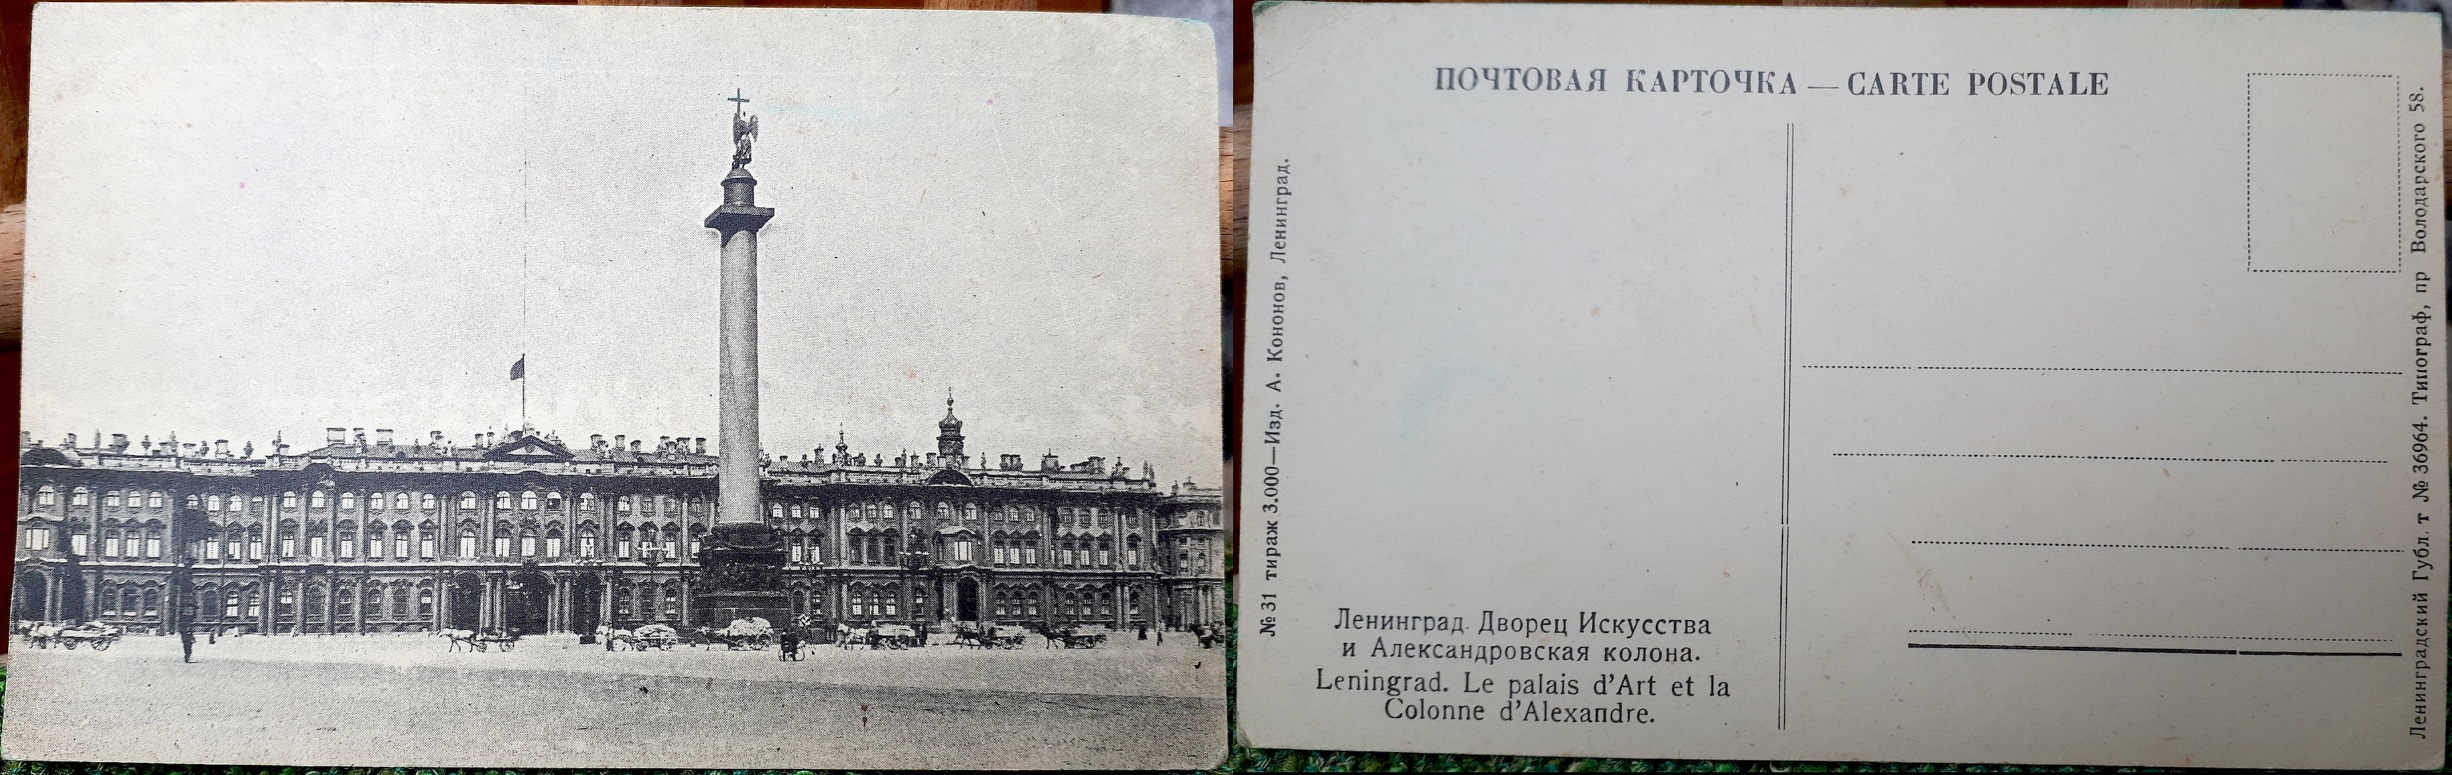 ПОЧТОВАЯ КАРТОЧКА — CARTE POSTALE
№ 31 тираж 3.000—Изд. А. Кононов, Ленинград.
Ленинград. Дворец Искусства
и Александровская колона.
Leningrad. Le palais d'Art et la
Colonne d'Alexandre.
Ленинградский Губл. т № 36964. Типограф, пр Володарского 58.